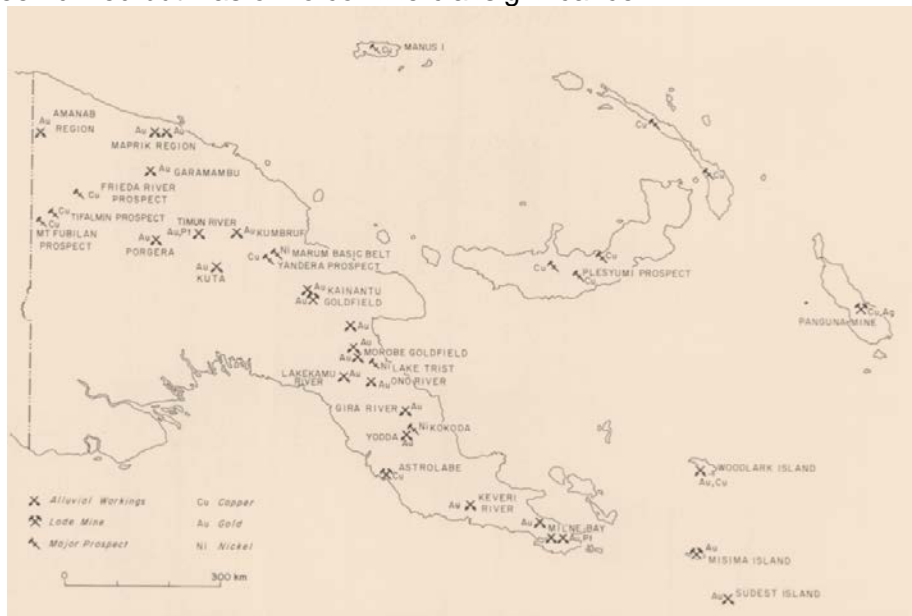 MANUS I.
Cu
Cu
Au AMANAB
REGION
Au Au
MAPRIK REGION
Au GARAMAMBU
FRIEDA RIVER
Cu PROSPECT
Cu TIFALMIN PROSPECT
Cu
MT FUBILAN
PROSPECT
TIMUN RIVER
Au,Pt
Au KUMBRUF
Au
PORGERA
Ni MARUM BASIC BELT
Cu YANDERA PROSPECT
Au
KUTA
Cu
Cu
Cu PLESYUMI PROSPECT
Au KAINANTU
Au GOLDFIELD
Cu,Ag
PANGUNA MINE
Au
Au
Au MOROBE GOLDFIELD
Ni LAKE TRIST
LAKEKAMU Au
RIVER
Au ONO RIVER
GIRA RIVER Au
Ni KOKODA
YODDA
Au
ASTROLABE
Cu
WOODLARK ISLAND
Au,Cu
KEVERI
Au RIVER
Au
MILNE BAY
Au,Pt
Au
MISIMA ISLAND
Au SUDEST ISLAND
Alluvial Workings Cu Copper
Lode Mine Au Gold
Major Prospect Ni Nickel
0 300 km